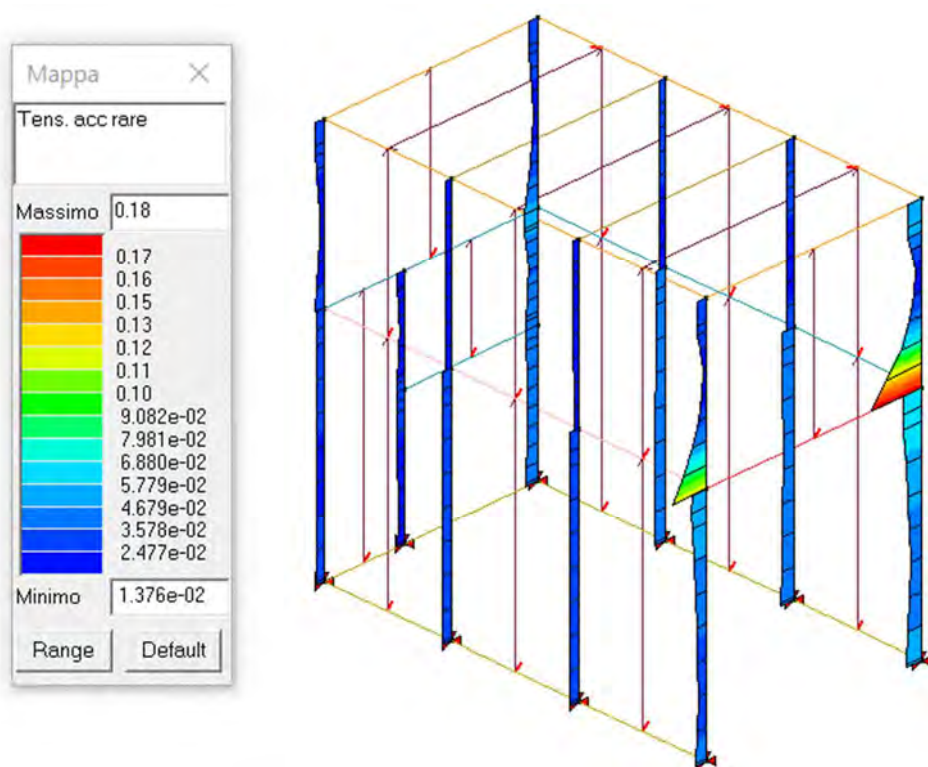 Mappa
Tens. acc rare
Massimo 0.18
0.17
0.16
0.15
0.13
0.12
0.11
0.10
9.082e-02
7.981e-02
6.880e-02
5.779e-02
4.679e-02
3.578e-02
2.477e-02
Minimo 1.376e-02
Range Default